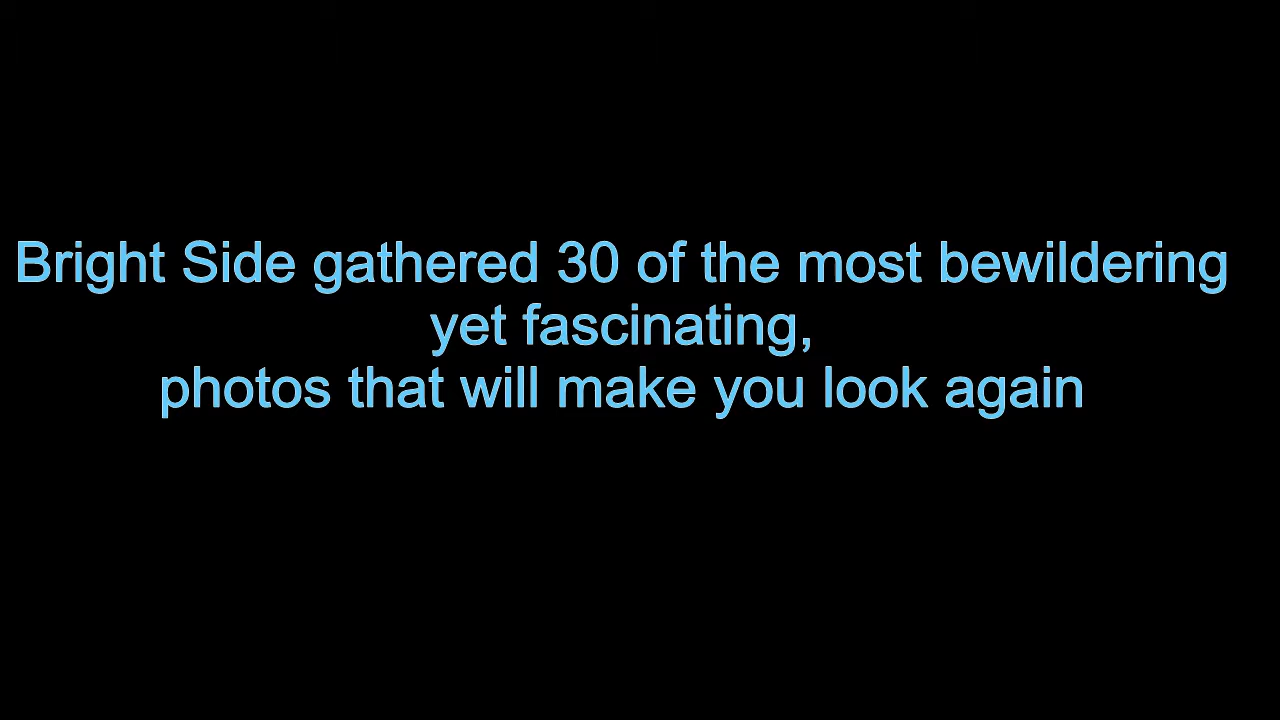 Bright Side gathered 30 of the most bewildering
yet fascinating,
photos that will make you look again